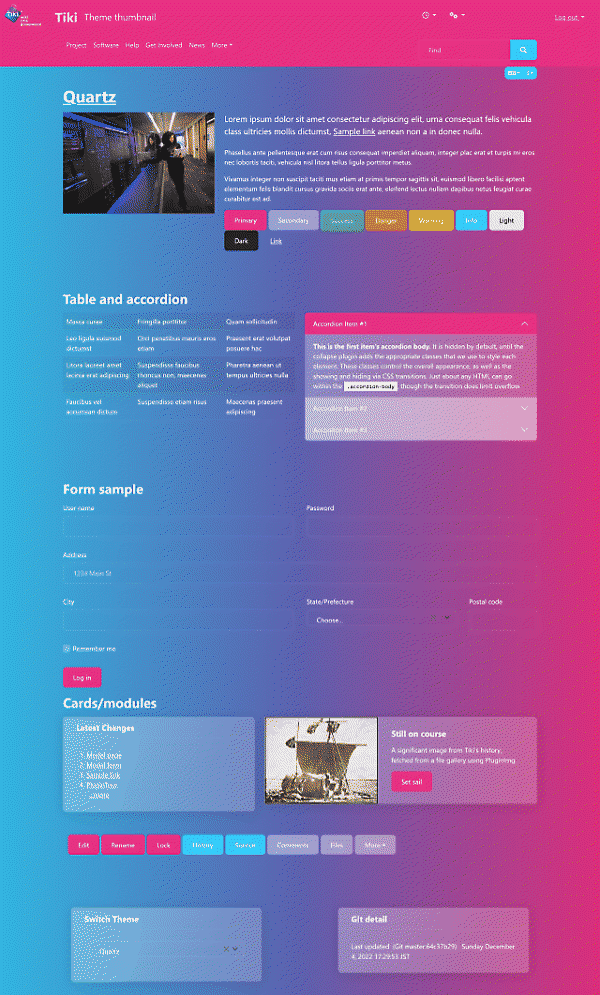 Tiki Theme thumbnail
Log out
Project Software Help Get involved News More
Find
Quartz
Lorem ipsum dolor sit amet consectetur adipiscing elit, urna consequat felis vehicula
class ultricies mollis dictumst, Sample link aenean non a in donec nulla.
Phasellus ante pellentesque erat cum risus consequat imperdiet aliquam, integer plac erat et turpis mi eros
nec lobortis taciti, vehicula nisl litora tellus ligula porttitor metus.
Vivamus integer non suscipit taciti mus etiam at primis tempor sagittis sit, euismod libero facilisi aptent
elementum felis blandit cursus gravida sociis erat ante, eleifend lectus nullam dapibus netus feugiat curae
curabitur est ad.
Primary Secondary Success Danger Warning Info Light
Dark Link
Table and accordion
Massa curae Fringilla porttitor Quam sollicitudin
Leo ligula euismod Orci penatibus mauris eros Praesent erat volutpat
dictumst etiam posuere hac
Litora laoreet amet Suspendisse faucibus Pharetra aenean ut
lacinia erat adipiscing rhoncus non, maecenas tempus ultricies nulla
aliquet
Faucibus vel Suspendisse etiam risus Maecenas praesent
accumsan dictum adipiscing
Accordion Item #1
This is the first item's accordion body. It is hidden by default, until the
collapse plugin adds the appropriate classes that we use to style each
element. These classes control the overall appearance, as well as the
showing and hiding via CSS transitions. Just about any HTML can go
within the .accordion-body, though the transition does limit overflow.
Accordion Item #2
Accordion Item #3
Form sample
User name Password
Address
1234 Main St
City State/Prefecture Postal code
Choose...
Remember me
Log in
Cards/modules
Latest Changes
1. Model page
2. Model form
3. Sample link
4. PluginTour
...more
Still on course
A significant image from Tiki's history,
fetched from a file gallery using PluginImg.
Set sail
Edit Rename Lock History Source Comments Files More
Switch Theme
Quartz
Git detail
Last updated (Git master:64c37b29) Sunday December
4, 2022 17:29:53 JST